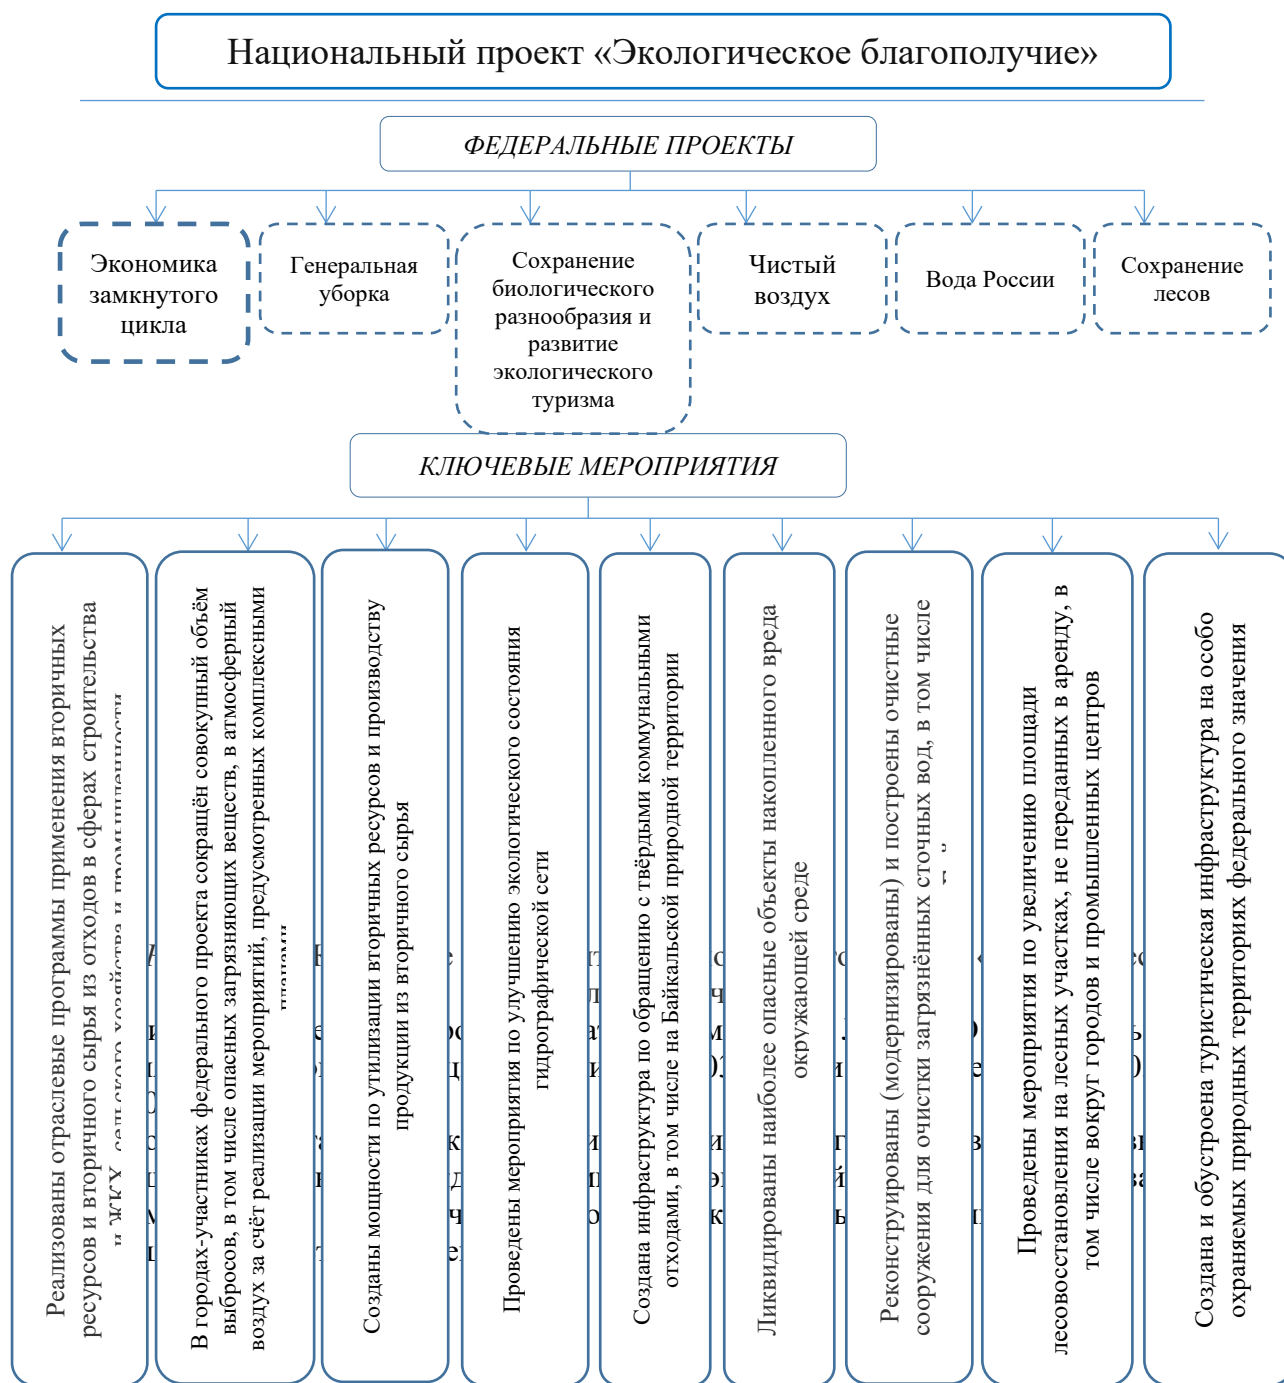 Национальный проект «Экологическое благополучие»
ФЕДЕРАЛЬНЫЕ ПРОЕКТЫ
Экономика
замкнутого
цикла
Генеральная
уборка
Сохранение
биологического
разнообразия и
развитие
экологического
туризма
Чистый
воздух
Вода России
Сохранение
лесов
КЛЮЧЕВЫЕ МЕРОПРИЯТИЯ
Реализованы отраслевые программы применения вторичных
ресурсов и вторичного сырья из отходов в сферах строительства
и ЖКХ, сельского хозяйства и промышленности
В городах-участниках федерального проекта сокращён совокупный объём
выбросов, в том числе опасных загрязняющих веществ, в атмосферный
воздух за счёт реализации мероприятий, предусмотренных комплексными
планами
Созданы мощности по утилизации вторичных ресурсов и производству
продукции из вторичного сырья
Проведены мероприятия по улучшению экологического состояния
гидрографической сети
Создана инфраструктура по обращению с твёрдыми коммунальными
отходами, в том числе на Байкальской природной территории
Ликвидированы наиболее опасные объекты накопленного вреда
окружающей среде
Реконструированы (модернизированы) и построены очистные
сооружения для очистки загрязнённых сточных вод, в том числе
Проведены мероприятия по увеличению площади
лесовосстановления на лесных участках, не переданных в аренду, в
том числе вокруг городов и промышленных центров
Создана и обустроена туристическая инфраструктура на особо
охраняемых природных территориях федерального значения